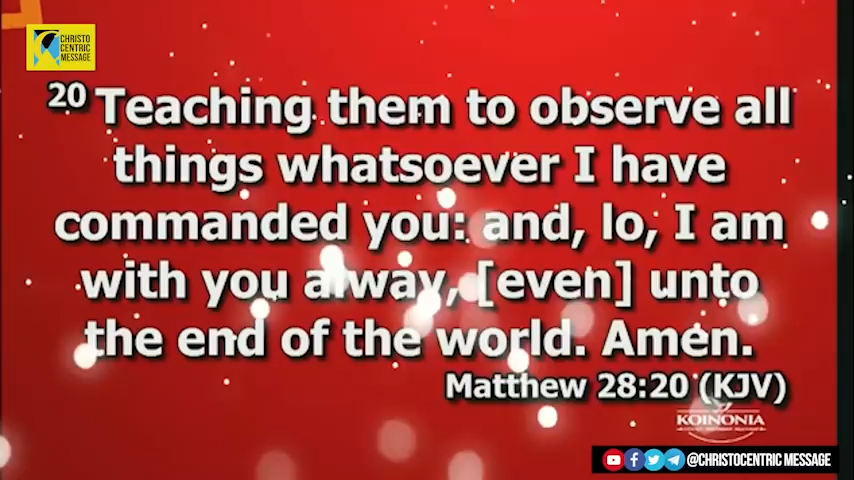 CHRISTO
CENTRIC
MESSAGE
20 Teaching them to observe all
things whatsoever I have
commanded you: and, lo, I am
with you alway, [even] unto
the end of the world. Amen.
Matthew 28:20 (KJV)
KOINONIA
@CHRISTOCENTRIC MESSAGE